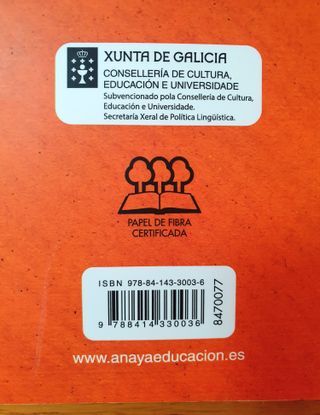 XUNTA DE GALICIA
CONSELLERÍA DE CULTURA,
EDUCACIÓN E UNIVERSIDADE
Subvencionado pola Consellería de Cultura,
Educación e Universidade.
Secretaría Xeral de Política Lingüística.
PAPEL DE FIBRA
CERTIFICADA
ISBN 978-84-143-3003-6
9 788414 330036
8470077
www.anayaeducacion.es